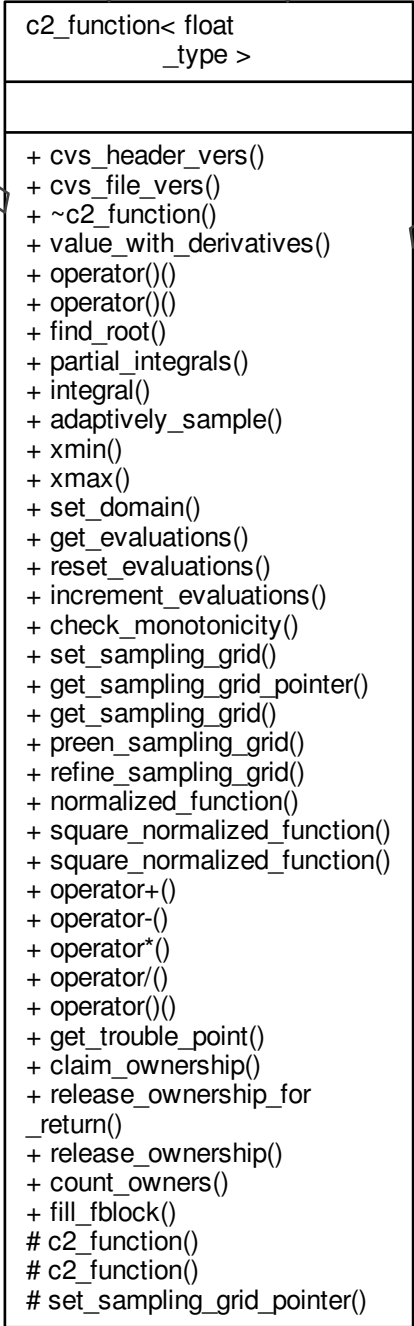 c2_function< float
_type >
+ cvs_header_vers()
+ cvs_file_vers()
+ ~c2_function()
+ value_with_derivatives()
+ operator()()
+ operator()()
+ find_root()
+ partial_integrals()
+ integral()
+ adaptively_sample()
+ xmin()
+ xmax()
+ set_domain()
+ get_evaluations()
+ reset_evaluations()
+ increment_evaluations()
+ check_monotonicity()
+ set_sampling_grid()
+ get_sampling_grid_pointer()
+ get_sampling_grid()
+ preen_sampling_grid()
+ refine_sampling_grid()
+ normalized_function()
+ square_normalized_function()
+ square_normalized_function()
+ operator+()
+ operator-()
+ operator*()
+ operator/()
+ operator()()
+ get_trouble_point()
+ claim_ownership()
+ release_ownership_for
_return()
+ release_ownership()
+ count_owners()
+ fill_fblock()
# c2_function()
# c2_function()
# set_sampling_grid_pointer()